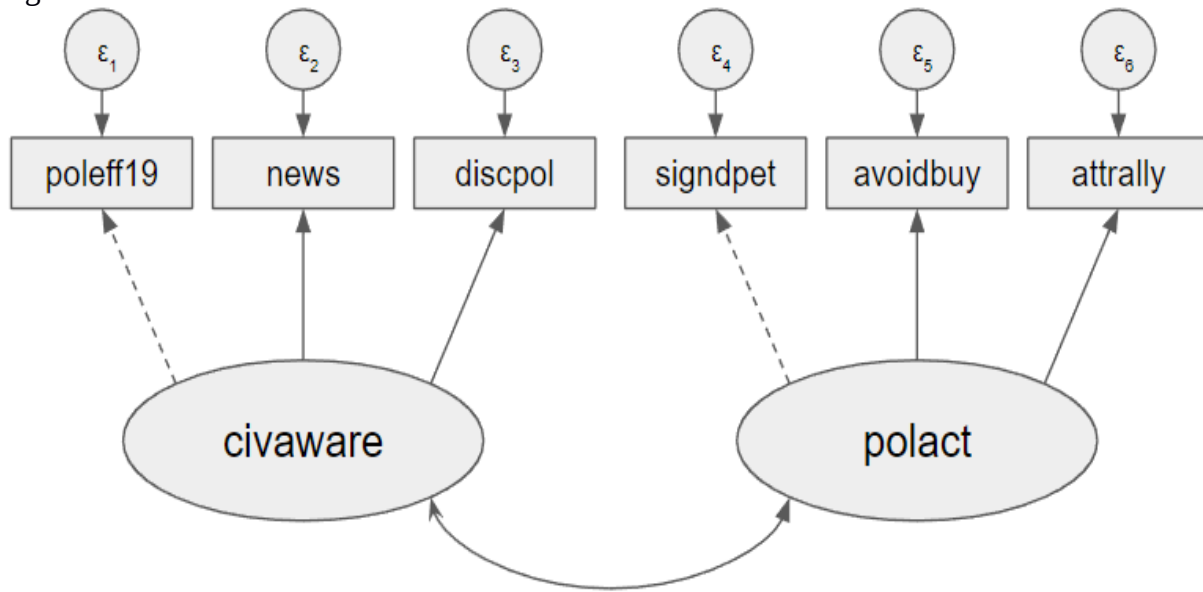 ε1 ε2 ε3 ε4 ε5 ε6
poleff19 news discpol signdpet avoidbuy attrally
civaware polact